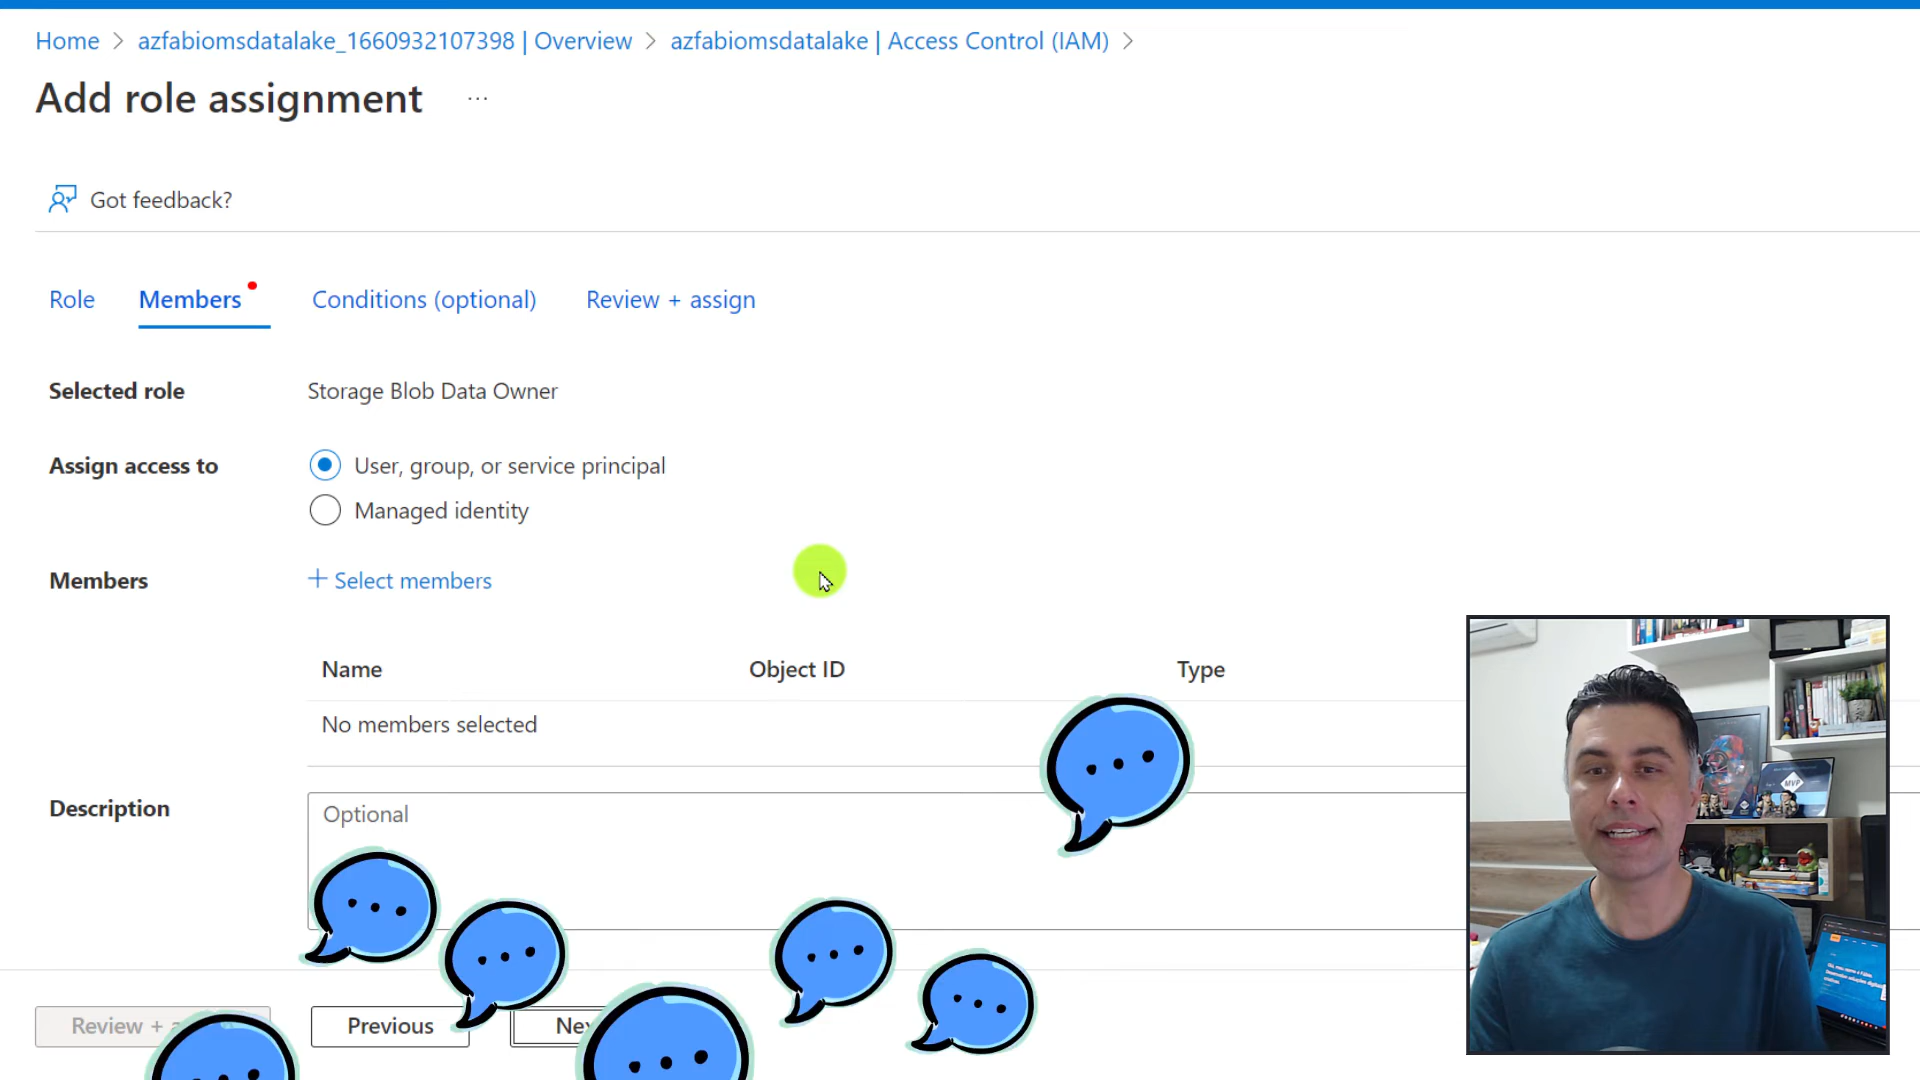 Home > azfabiomsdatalake_1660932107398 | Overview > azfabiomsdatalake | Access Control (IAM) >
Add role assignment ...
Got feedback?
Role Members Conditions (optional) Review + assign
Selected role Storage Blob Data Owner
Assign access to User, group, or service principal
Managed identity
Members + Select members
Name Object ID Type
No members selected
Description Optional
Review + Previous
MVP